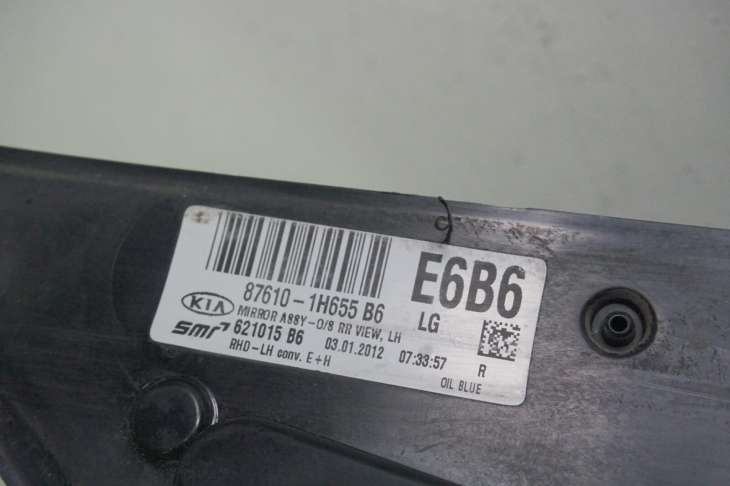 87610-1H655 B6
E6B6
KIA
MIRROR ASSY-O/S RR VIEW, LH
LG
smr
621015 B6 03.01.2012 07:33:57
R
RHD-LH conv. E+H
OIL BLUE